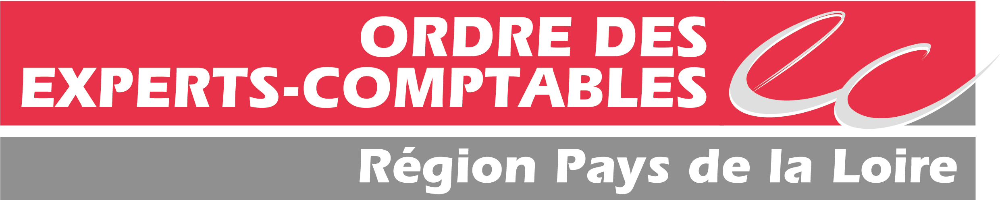 ORDRE DES
EXPERTS-COMPTABLES
Région Pays de la Loire